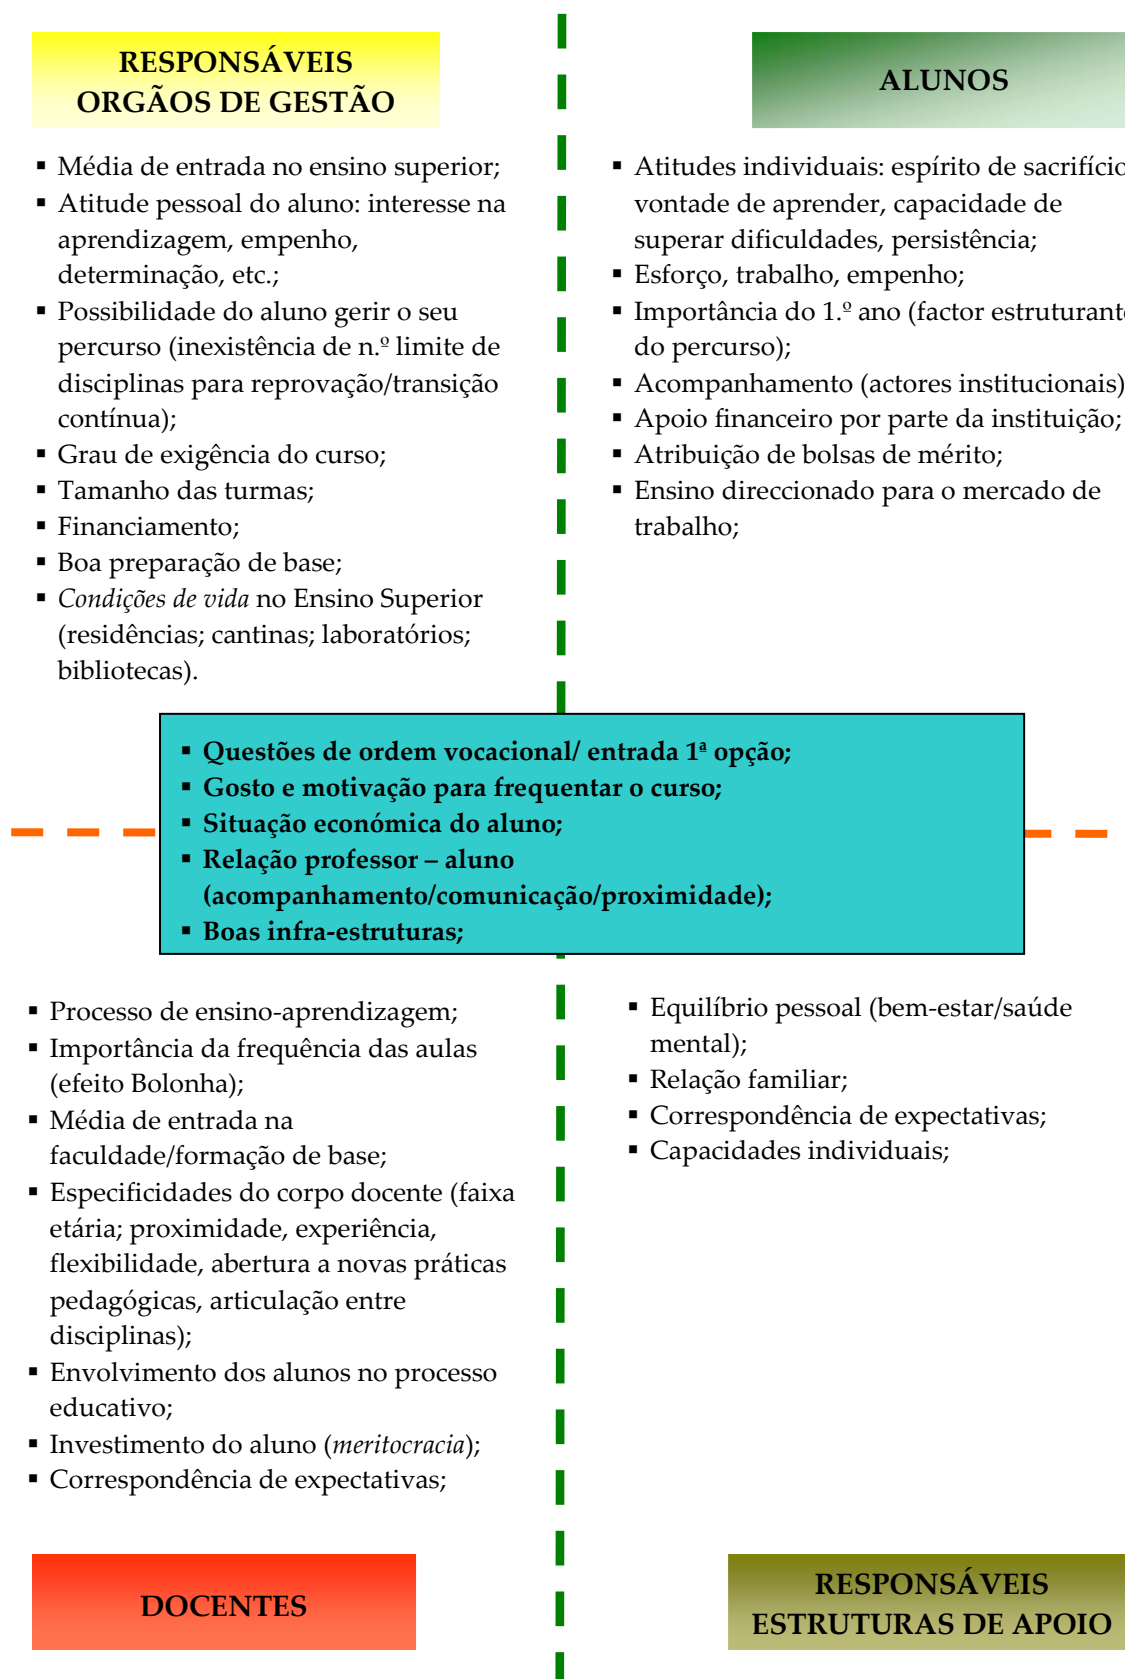 RESPONSÁVEIS
ORGÃOS DE GESTÃO
▪ Média de entrada no ensino superior;
▪ Atitude pessoal do aluno: interesse na
aprendizagem, empenho,
determinação, etc.;
▪ Possibilidade do aluno gerir o seu
percurso (inexistência de n.º limite de
disciplinas para reprovação/transição
contínua);
▪ Grau de exigência do curso;
▪ Tamanho das turmas;
▪ Financiamento;
▪ Boa preparação de base;
▪ Condições de vida no Ensino Superior
(residências; cantinas; laboratórios;
bibliotecas).
ALUNOS
▪ Atitudes individuais: espírito de sacrifício
vontade de aprender, capacidade de
superar dificuldades, persistência;
▪ Esforço, trabalho, empenho;
▪ Importância do 1.º ano (factor estruturante
do percurso);
▪ Acompanhamento (actores institucionais)
▪ Apoio financeiro por parte da instituição;
▪ Atribuição de bolsas de mérito;
▪ Ensino direccionado para o mercado de
trabalho;
▪ Questões de ordem vocacional/ entrada 1ª opção;
▪ Gosto e motivação para frequentar o curso;
▪ Situação económica do aluno;
▪ Relação professor – aluno
(acompanhamento/comunicação/proximidade);
▪ Boas infra-estruturas;
▪ Processo de ensino-aprendizagem;
▪ Importância da frequência das aulas
(efeito Bolonha);
▪ Média de entrada na
faculdade/formação de base;
▪ Especificidades do corpo docente (faixa
etária; proximidade, experiência,
flexibilidade, abertura a novas práticas
pedagógicas, articulação entre
disciplinas);
▪ Envolvimento dos alunos no processo
educativo;
▪ Investimento do aluno (meritocracia);
▪ Correspondência de expectativas;
DOCENTES
▪ Equilíbrio pessoal (bem-estar/saúde
mental);
▪ Relação familiar;
▪ Correspondência de expectativas;
▪ Capacidades individuais;
RESPONSÁVEIS
ESTRUTURAS DE APOIO